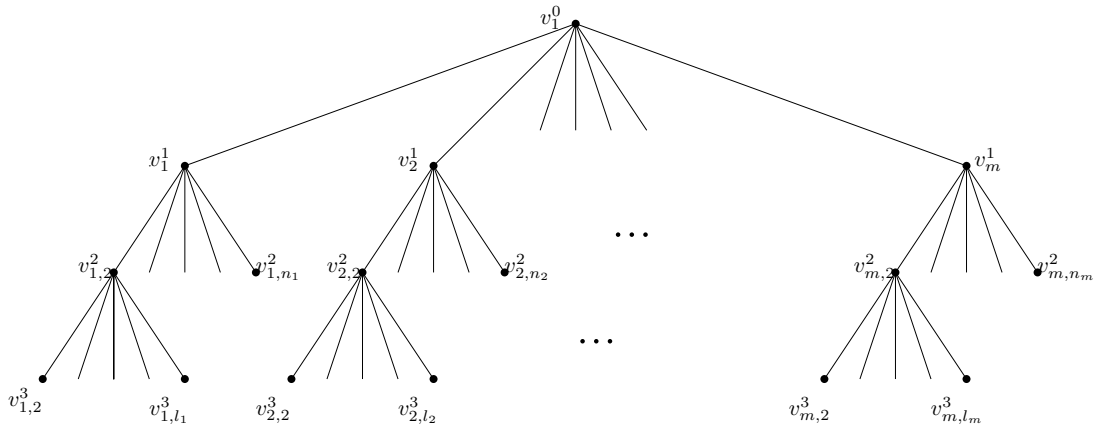 v_1^0
v_1^1 v_2^1 v_m^1
...
v_{1,2}^2 v_{1,n_1}^2 v_{2,2}^2 v_{2,n_2}^2 v_{m,2}^2 v_{m,n_m}^2
...
v_{1,2}^3 v_{1,l_1}^3 v_{2,2}^3 v_{2,l_2}^3 v_{m,2}^3 v_{m,l_m}^3